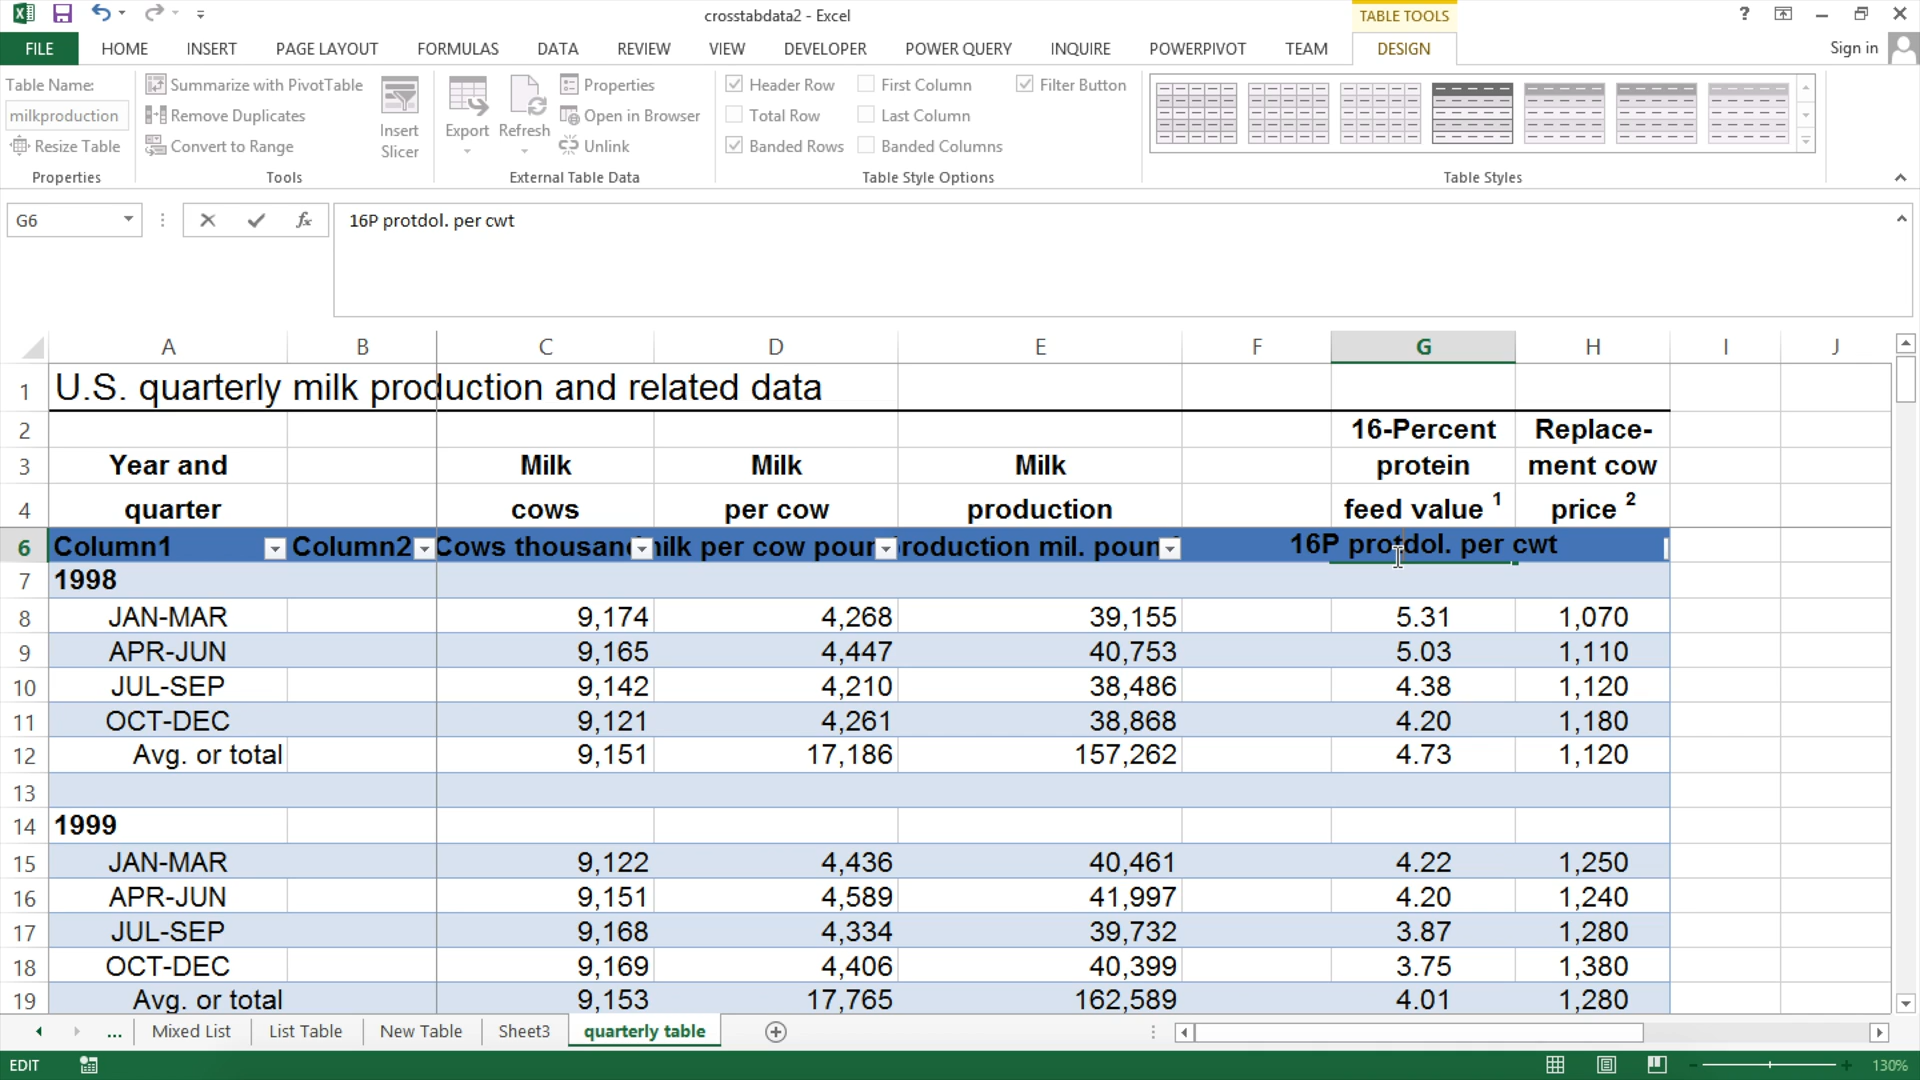 crosstabdata2 - Excel
TABLE TOOLS
?
FILE HOME INSERT PAGE LAYOUT FORMULAS DATA REVIEW VIEW DEVELOPER POWER QUERY INQUIRE POWERPIVOT TEAM DESIGN Sign in
Table Name:
milkproduction
Resize Table
Properties
Summarize with PivotTable
Remove Duplicates
Convert to Range
Insert
Slicer
Tools
Export
Refresh
Properties
Open in Browser
Unlink
External Table Data
Header Row
Total Row
Banded Rows
First Column
Last Column
Banded Columns
Filter Button
Table Style Options
Table Styles
G6 fx 16P protdol. per cwt
A B C D E F G H I J
1 U.S. quarterly milk production and related data
2 16-Percent Replace-
3 Year and Milk Milk Milk protein ment cow
4 quarter cows per cow production feed value 1 price 2
6 Column1 Column2 Cows thousand ilk per cow poun roduction mil. poun 16P protdol. per cwt
7 1998
8 JAN-MAR 9,174 4,268 39,155 5.31 1,070
9 APR-JUN 9,165 4,447 40,753 5.03 1,110
10 JUL-SEP 9,142 4,210 38,486 4.38 1,120
11 OCT-DEC 9,121 4,261 38,868 4.20 1,180
12 Avg. or total 9,151 17,186 157,262 4.73 1,120
13
14 1999
15 JAN-MAR 9,122 4,436 40,461 4.22 1,250
16 APR-JUN 9,151 4,589 41,997 4.20 1,240
17 JUL-SEP 9,168 4,334 39,732 3.87 1,280
18 OCT-DEC 9,169 4,406 40,399 3.75 1,380
19 Avg. or total 9,153 17,765 162,589 4.01 1,280
... Mixed List List Table New Table Sheet3 quarterly table
EDIT 130%